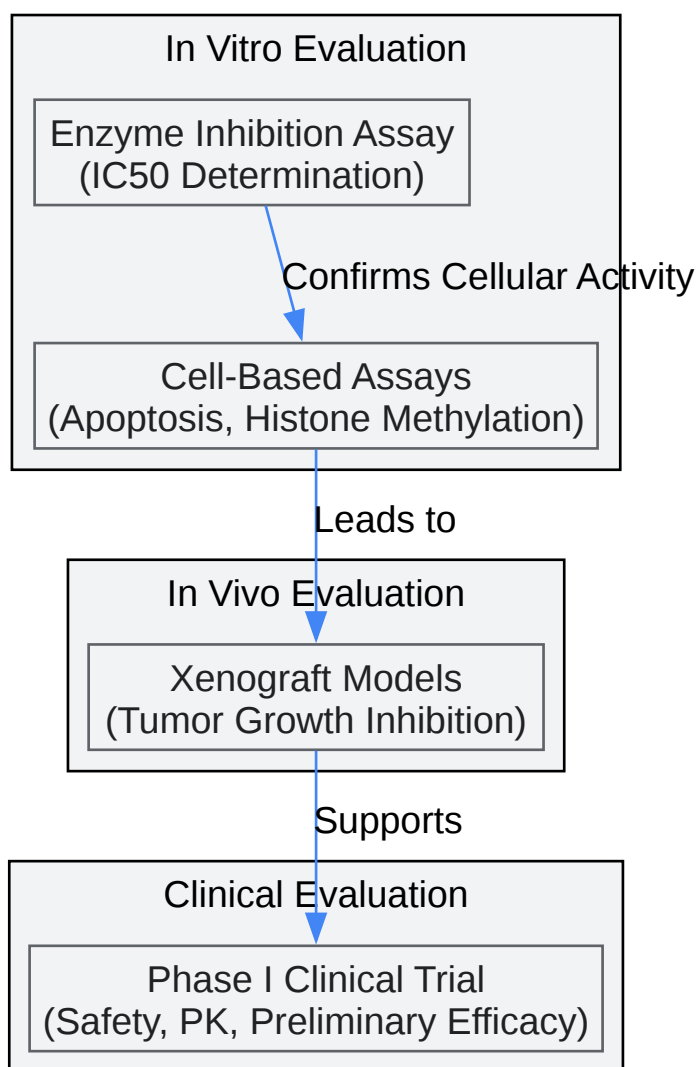 In Vitro Evaluation
Enzyme Inhibition Assay
(IC50 Determination)
Confirms Cellular Activity
Cell-Based Assays
(Apoptosis, Histone Methylation)
Leads to
In Vivo Evaluation
Xenograft Models
(Tumor Growth Inhibition)
Supports
Clinical Evaluation
Phase I Clinical Trial
(Safety, PK, Preliminary Efficacy)